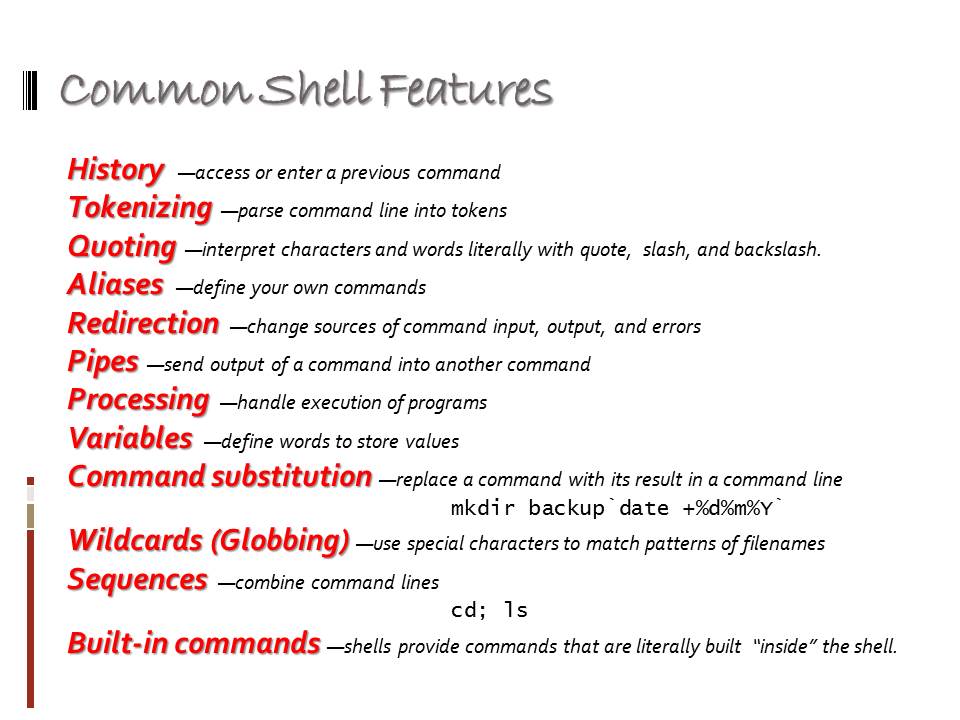 Common Shell Features
History —access or enter a previous command
Tokenizing —parse command line into tokens
Quoting —interpret characters and words literally with quote, slash, and backslash.
Aliases —define your own commands
Redirection —change sources of command input, output, and errors
Pipes —send output of a command into another command
Processing —handle execution of programs
Variables —define words to store values
Command substitution —replace a command with its result in a command line
mkdir backup`date +%d%m%Y`
Wildcards (Globbing) —use special characters to match patterns of filenames
Sequences —combine command lines
cd; ls
Built-in commands —shells provide commands that are literally built “inside” the shell.